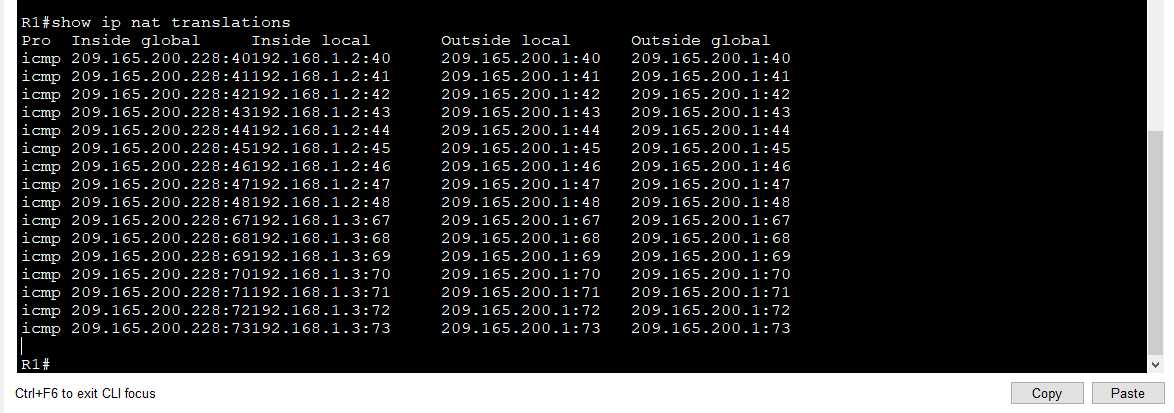 R1#show ip nat translations
Pro  Inside global     Inside local       Outside local      Outside global
icmp 209.165.200.228:40192.168.1.2:40     209.165.200.1:40   209.165.200.1:40
icmp 209.165.200.228:41192.168.1.2:41     209.165.200.1:41   209.165.200.1:41
icmp 209.165.200.228:42192.168.1.2:42     209.165.200.1:42   209.165.200.1:42
icmp 209.165.200.228:43192.168.1.2:43     209.165.200.1:43   209.165.200.1:43
icmp 209.165.200.228:44192.168.1.2:44     209.165.200.1:44   209.165.200.1:44
icmp 209.165.200.228:45192.168.1.2:45     209.165.200.1:45   209.165.200.1:45
icmp 209.165.200.228:46192.168.1.2:46     209.165.200.1:46   209.165.200.1:46
icmp 209.165.200.228:47192.168.1.2:47     209.165.200.1:47   209.165.200.1:47
icmp 209.165.200.228:48192.168.1.2:48     209.165.200.1:48   209.165.200.1:48
icmp 209.165.200.228:67192.168.1.3:67     209.165.200.1:67   209.165.200.1:67
icmp 209.165.200.228:68192.168.1.3:68     209.165.200.1:68   209.165.200.1:68
icmp 209.165.200.228:69192.168.1.3:69     209.165.200.1:69   209.165.200.1:69
icmp 209.165.200.228:70192.168.1.3:70     209.165.200.1:70   209.165.200.1:70
icmp 209.165.200.228:71192.168.1.3:71     209.165.200.1:71   209.165.200.1:71
icmp 209.165.200.228:72192.168.1.3:72     209.165.200.1:72   209.165.200.1:72
icmp 209.165.200.228:73192.168.1.3:73     209.165.200.1:73   209.165.200.1:73
R1#
Ctrl+F6 to exit CLI focus
Copy
Paste